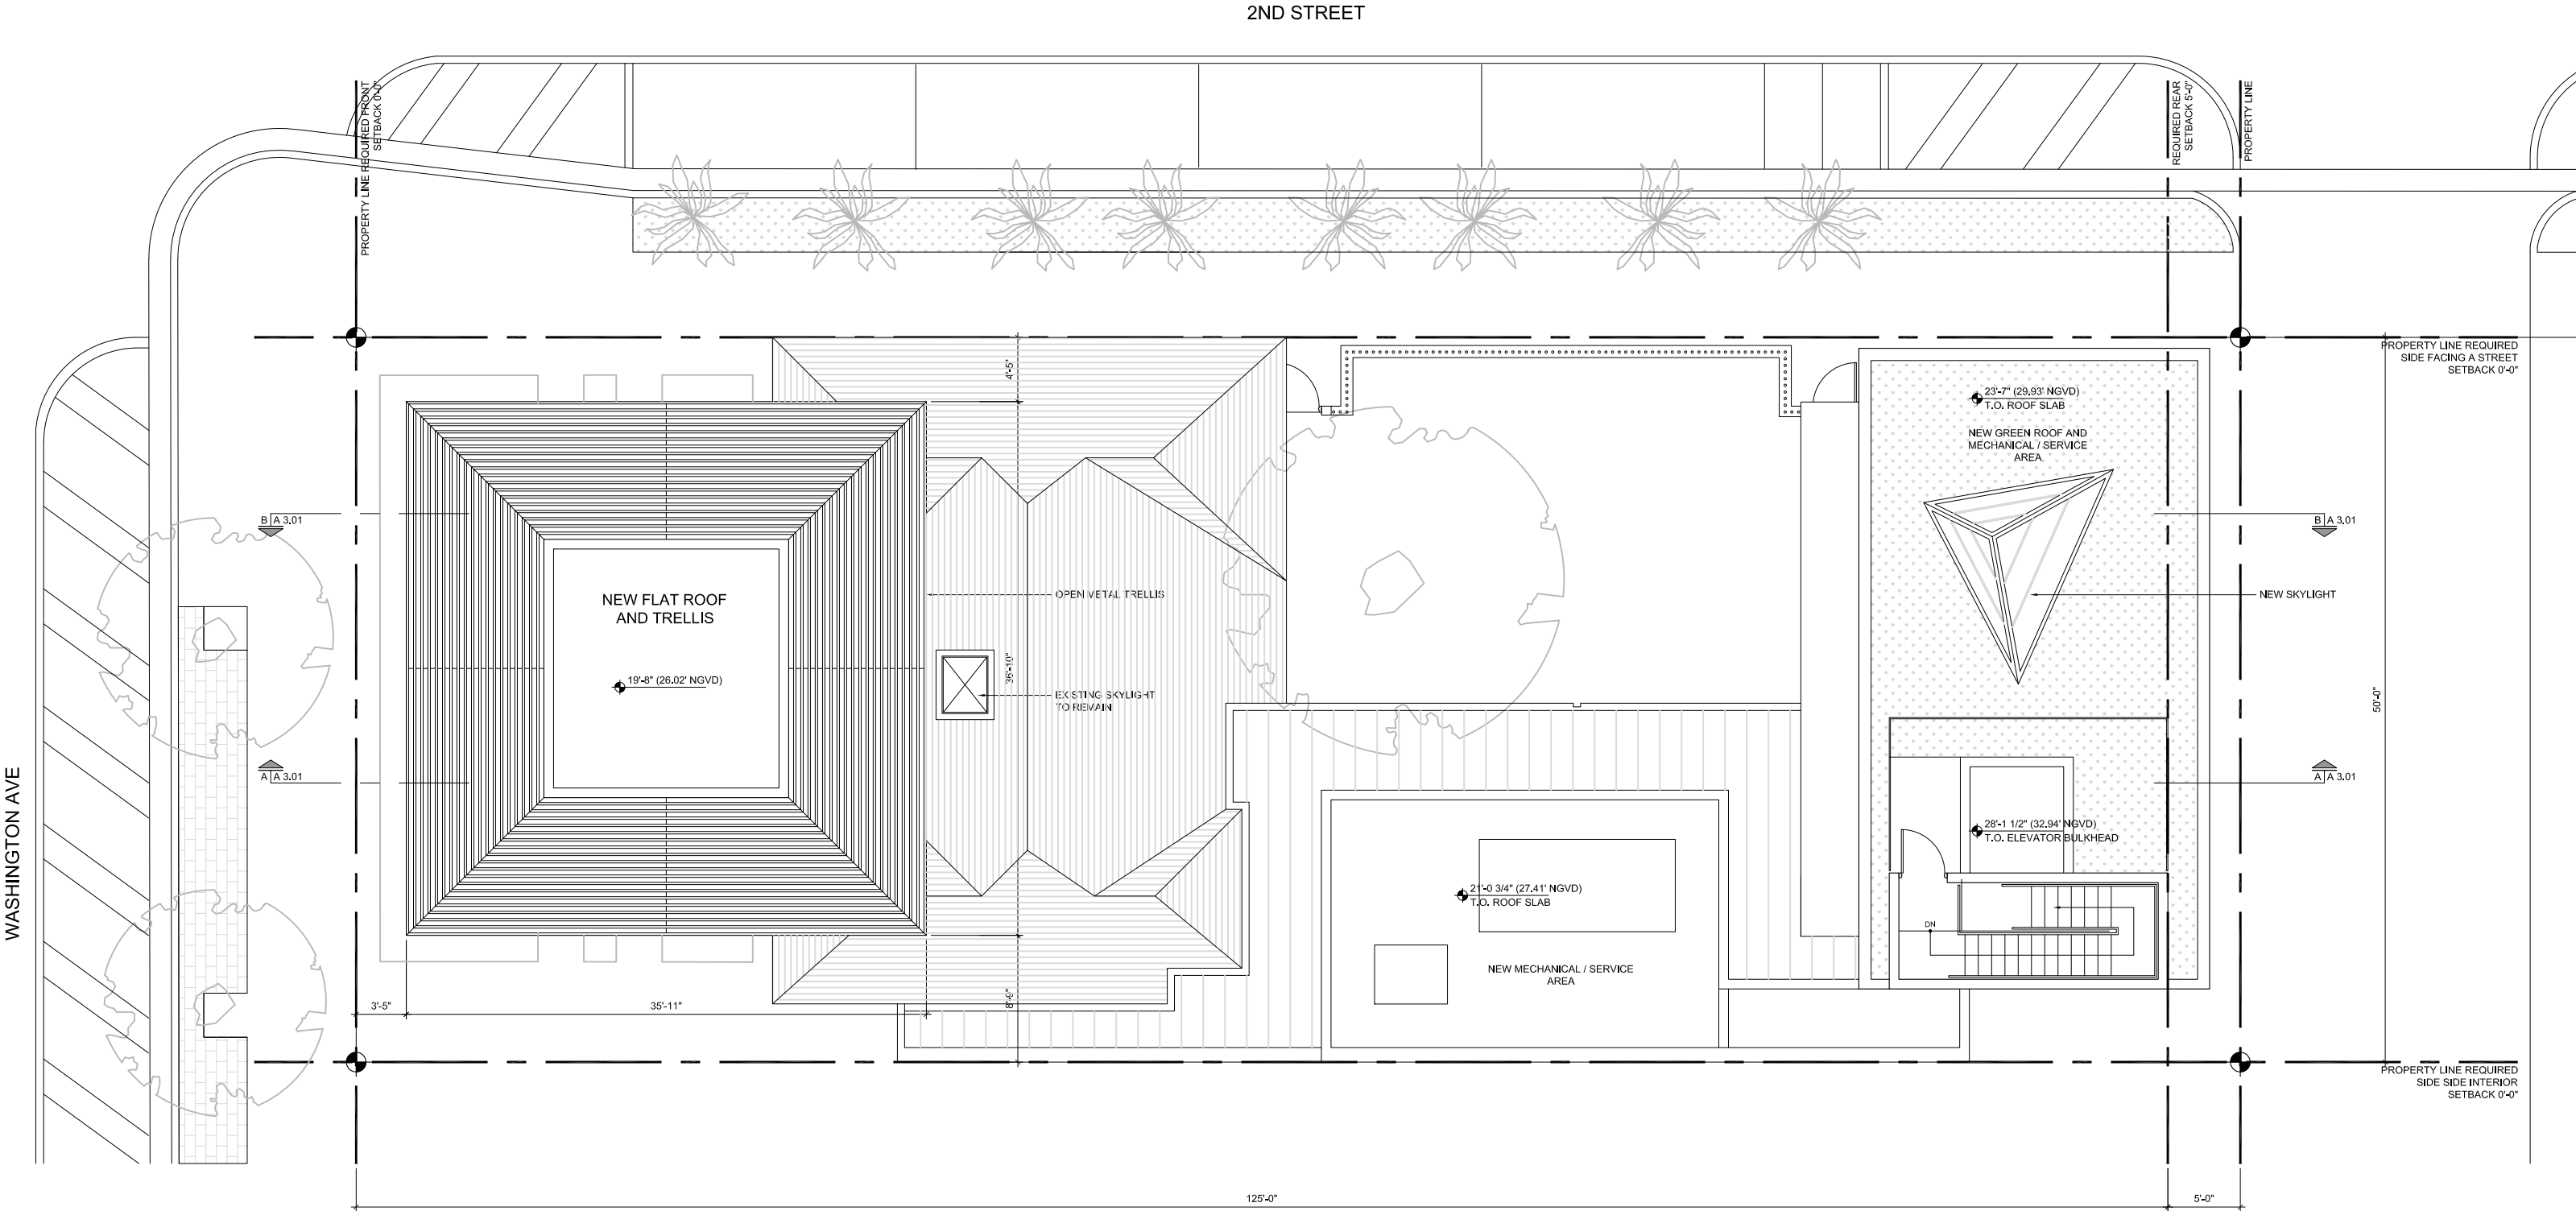 2ND STREET
PROPERTY LINE REQUIRED FRONT
SETBACK 0'-0"
REQUIRED REAR
SETBACK 5'-0"
PROPERTY LINE
PROPERTY LINE REQUIRED
SIDE FACING A STREET
SETBACK 0'-0"
4'-5"
23'-7" (29.93' NGVD)
T.O. ROOF SLAB
NEW GREEN ROOF AND
MECHANICAL / SERVICE
AREA
B A 3.01
B A 3.01
NEW FLAT ROOF
AND TRELLIS
OPEN METAL TRELLIS
NEW SKYLIGHT
19'-8" (26.02' NGVD)
36'-10"
EXISTING SKYLIGHT
TO REMAIN
50'-0"
A A 3.01
A A 3.01
WASHINGTON AVE
28'-1 1/2" (32.94' NGVD)
T.O. ELEVATOR BULKHEAD
21'-0 3/4" (27.41' NGVD)
T.O. ROOF SLAB
DN
NEW MECHANICAL / SERVICE
AREA
3'-5"
35'-11"
PROPERTY LINE REQUIRED
SIDE SIDE INTERIOR
SETBACK 0'-0"
125'-0"
5'-0"